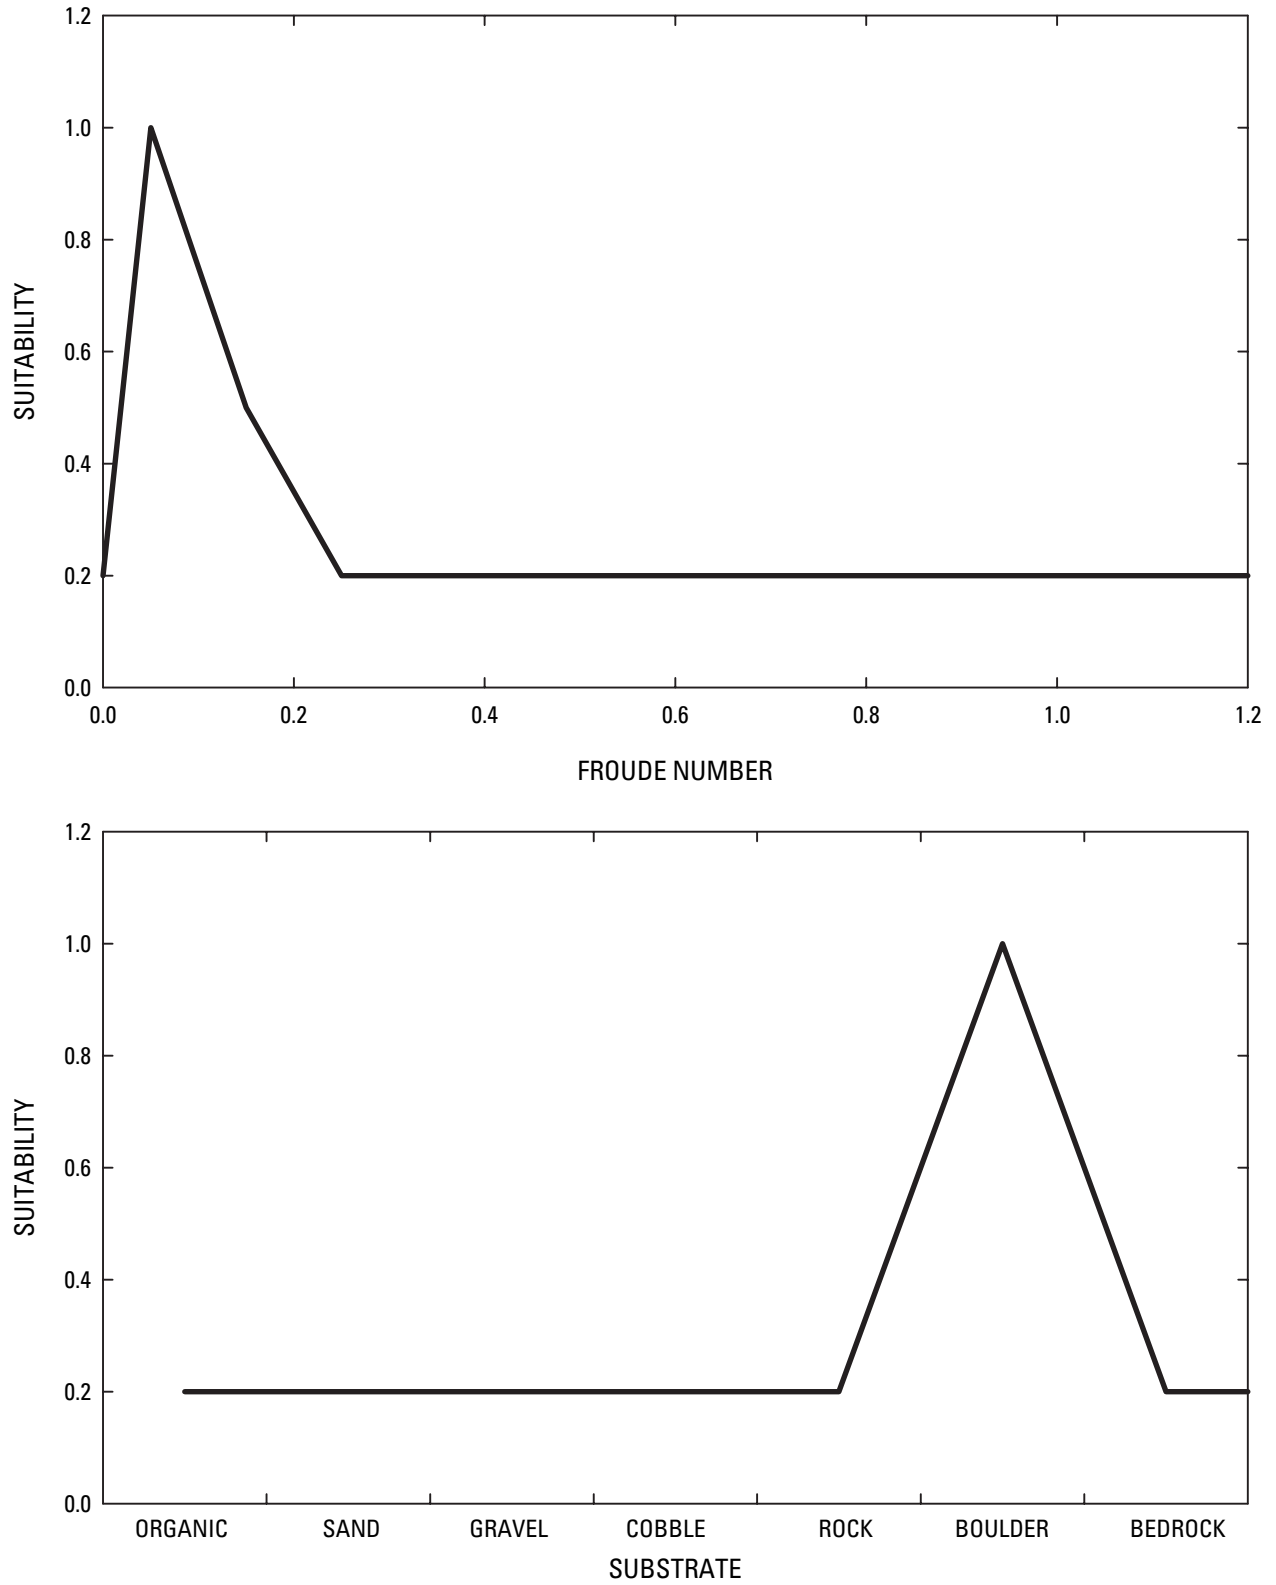 1.2
1.0
0.8
0.6
0.4
0.2
0.0
SUITABILITY
0.0 0.2 0.4 0.6 0.8 1.0 1.2
FROUDE NUMBER
1.2
1.0
0.8
0.6
0.4
0.2
0.0
SUITABILITY
ORGANIC SAND GRAVEL COBBLE ROCK BOULDER BEDROCK
SUBSTRATE